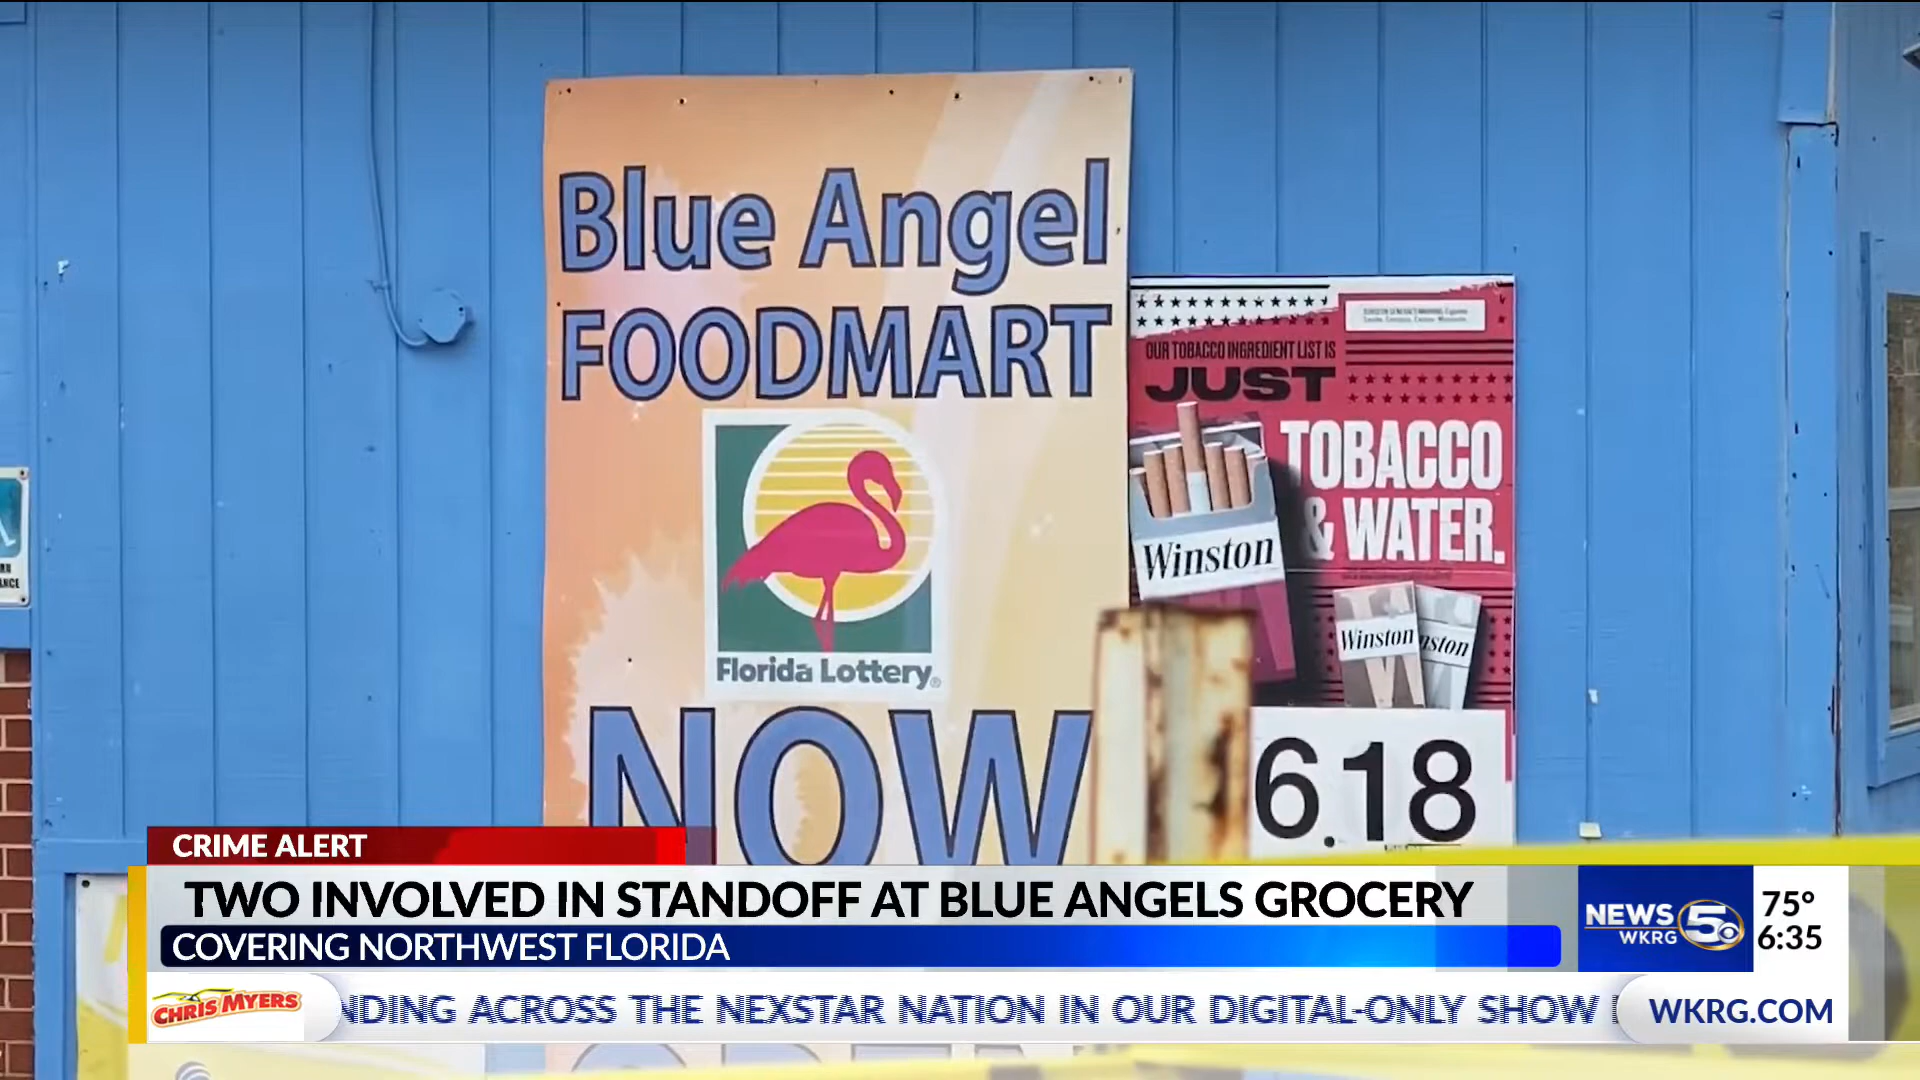 Blue Angel
FOODMART
Florida Lottery®
NOW
OUR TOBACCO INGREDIENT LIST IS
JUST
TOBACCO
& WATER.
Winston
Winston
nston
6.18
ANCE
CRIME ALERT
TWO INVOLVED IN STANDOFF AT BLUE ANGELS GROCERY
COVERING NORTHWEST FLORIDA
NEWS 5
WKRG
75°
6:35
CHRIS MYERS
NDING ACROSS THE NEXSTAR NATION IN OUR DIGITAL-ONLY SHOW
WKRG.COM